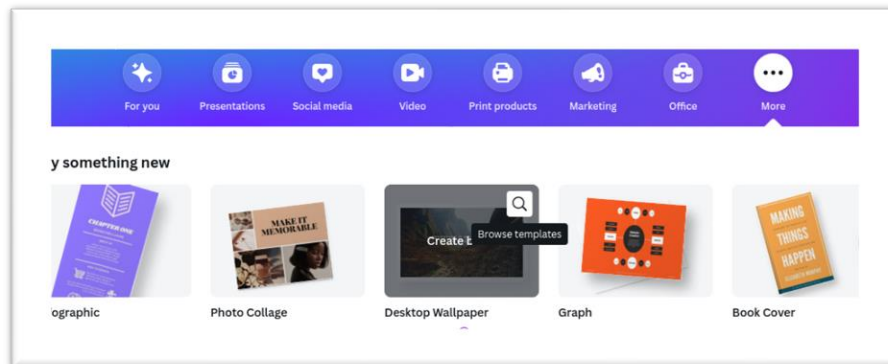 For you Presentations Social media Video Print products Marketing Office More
y something new
CHAPTER ONE
MAKE IT
MEMORABLE
Create b
Browse templates
MAKING
THINGS
HAPPEN
ographic Photo Collage Desktop Wallpaper Graph Book Cover